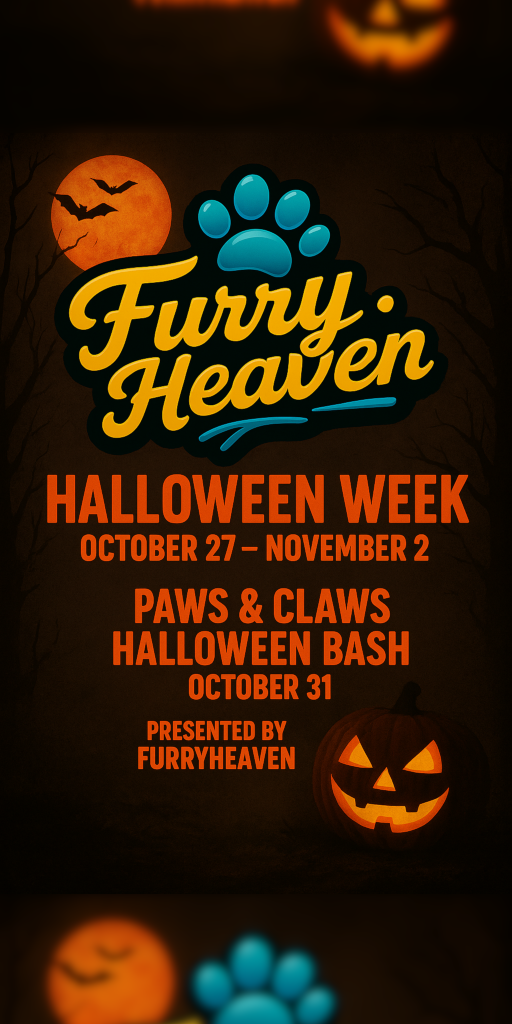 Furry
Heaven
HALLOWEEN WEEK
OCTOBER 27 – NOVEMBER 2
PAWS & CLAWS
HALLOWEEN BASH
OCTOBER 31
PRESENTED BY
FURRYHEAVEN